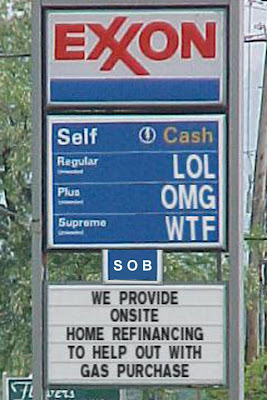 EXXON
Self Cash
Regular LOL
Unleaded
Plus OMG
Unleaded
Supreme WTF
Unleaded
SOB
WE PROVIDE
ONSITE
HOME REFINANCING
TO HELP OUT WITH
GAS PURCHASE
Flowers